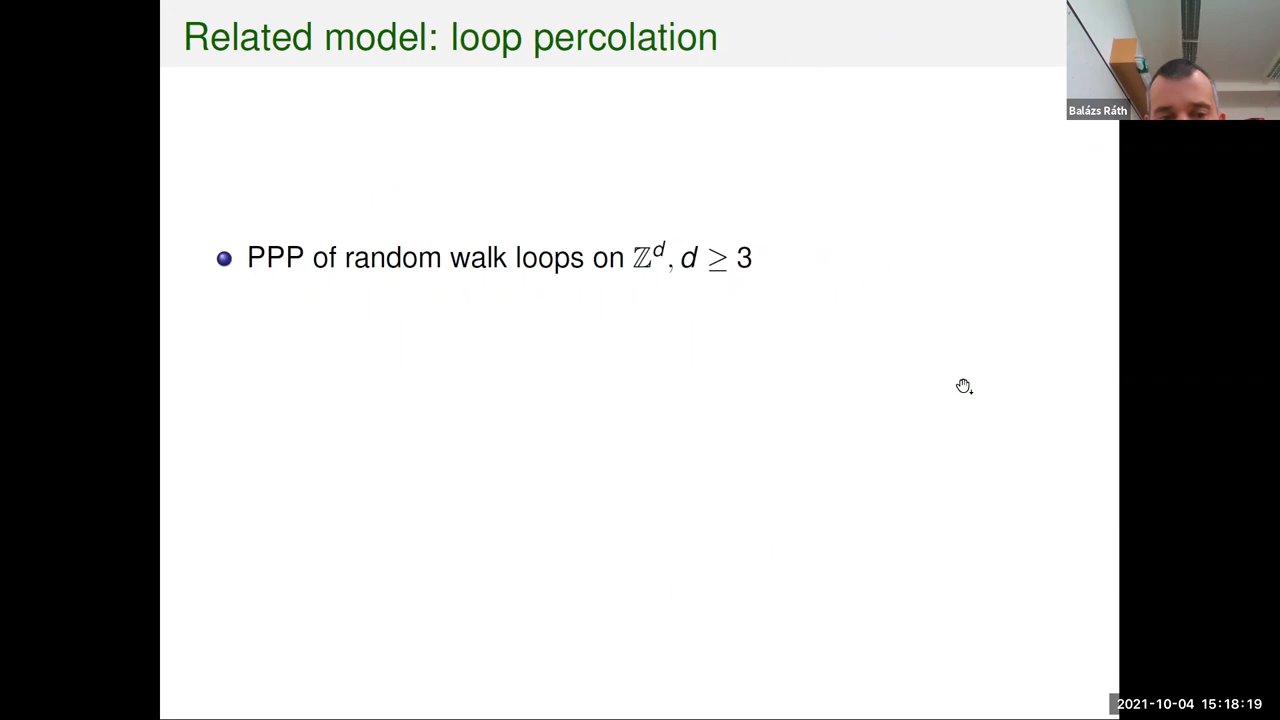 Related model: loop percolation
Balázs Ráth
PPP of random walk loops on ℤᵈ, d ≥ 3
2021-10-04 15:18:19